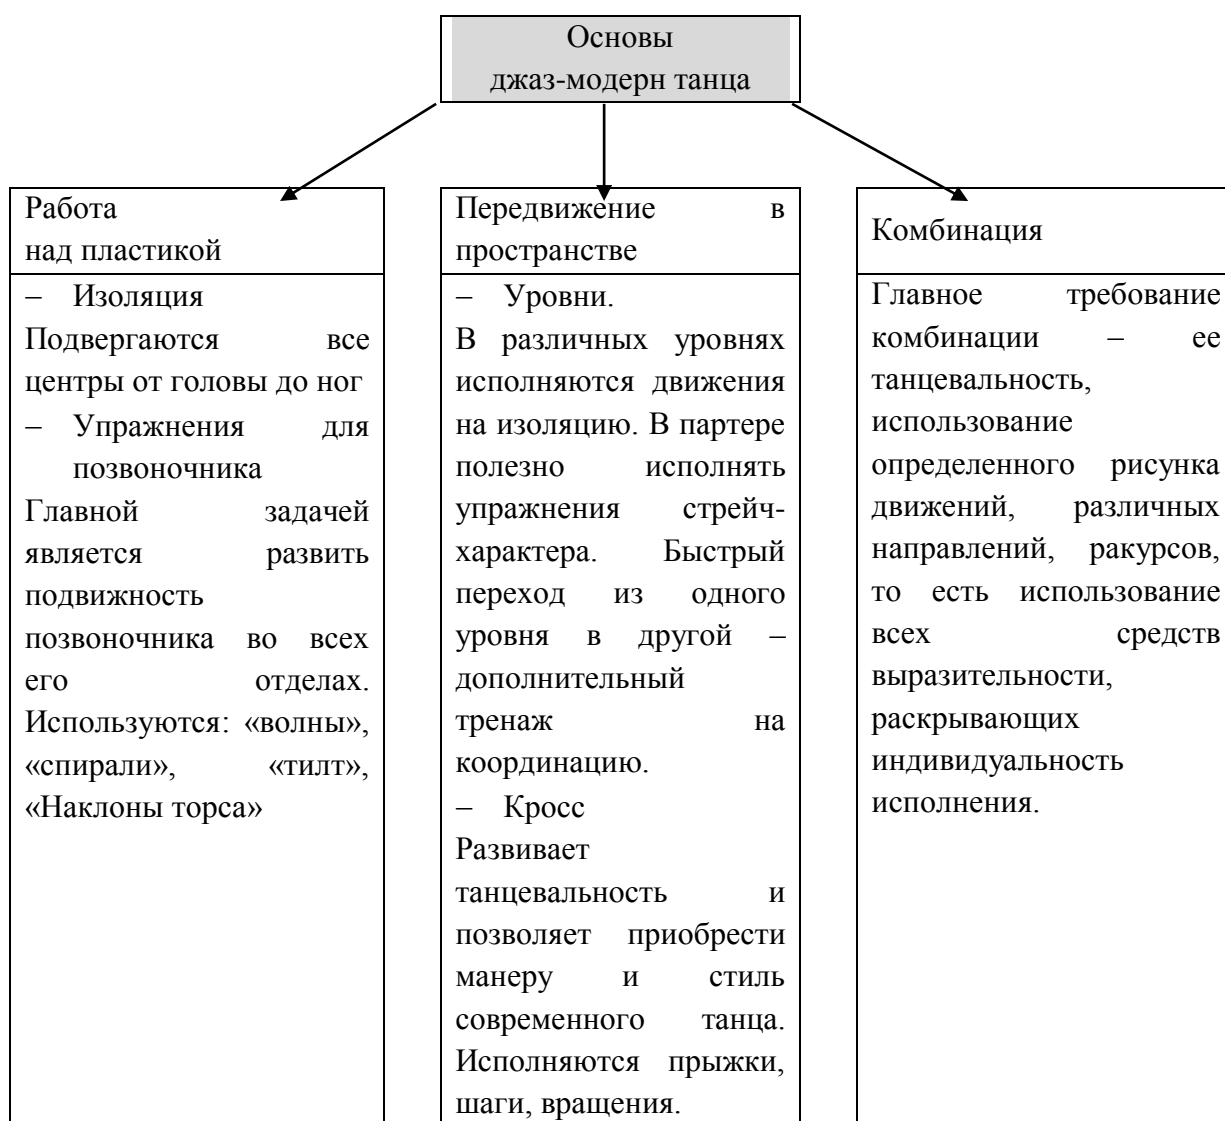 Основы
джаз-модерн танца
Работа
над пластикой
– Изоляция
Подвергаются все
центры от головы до ног
– Упражнения для
позвоночника
Главной задачей
является развить
подвижность
позвоночника во всех
его отделах.
Используются: «волны»,
«спирали», «тилт»,
«Наклоны торса»
Передвижение в
пространстве
– Уровни.
В различных уровнях
исполняются движения
на изоляцию. В партере
полезно исполнять
упражнения стрейч-
характера. Быстрый
переход из одного
уровня в другой –
дополнительный
тренаж на
координацию.
– Кросс
Развивает
танцевальность и
позволяет приобрести
манеру и стиль
современного танца.
Исполняются прыжки,
шаги, вращения.
Комбинация
Главное требование
комбинации – ее
танцевальность,
использование
определенного рисунка
движений, различных
направлений, ракурсов,
то есть использование
всех средств
выразительности,
раскрывающих
индивидуальность
исполнения.